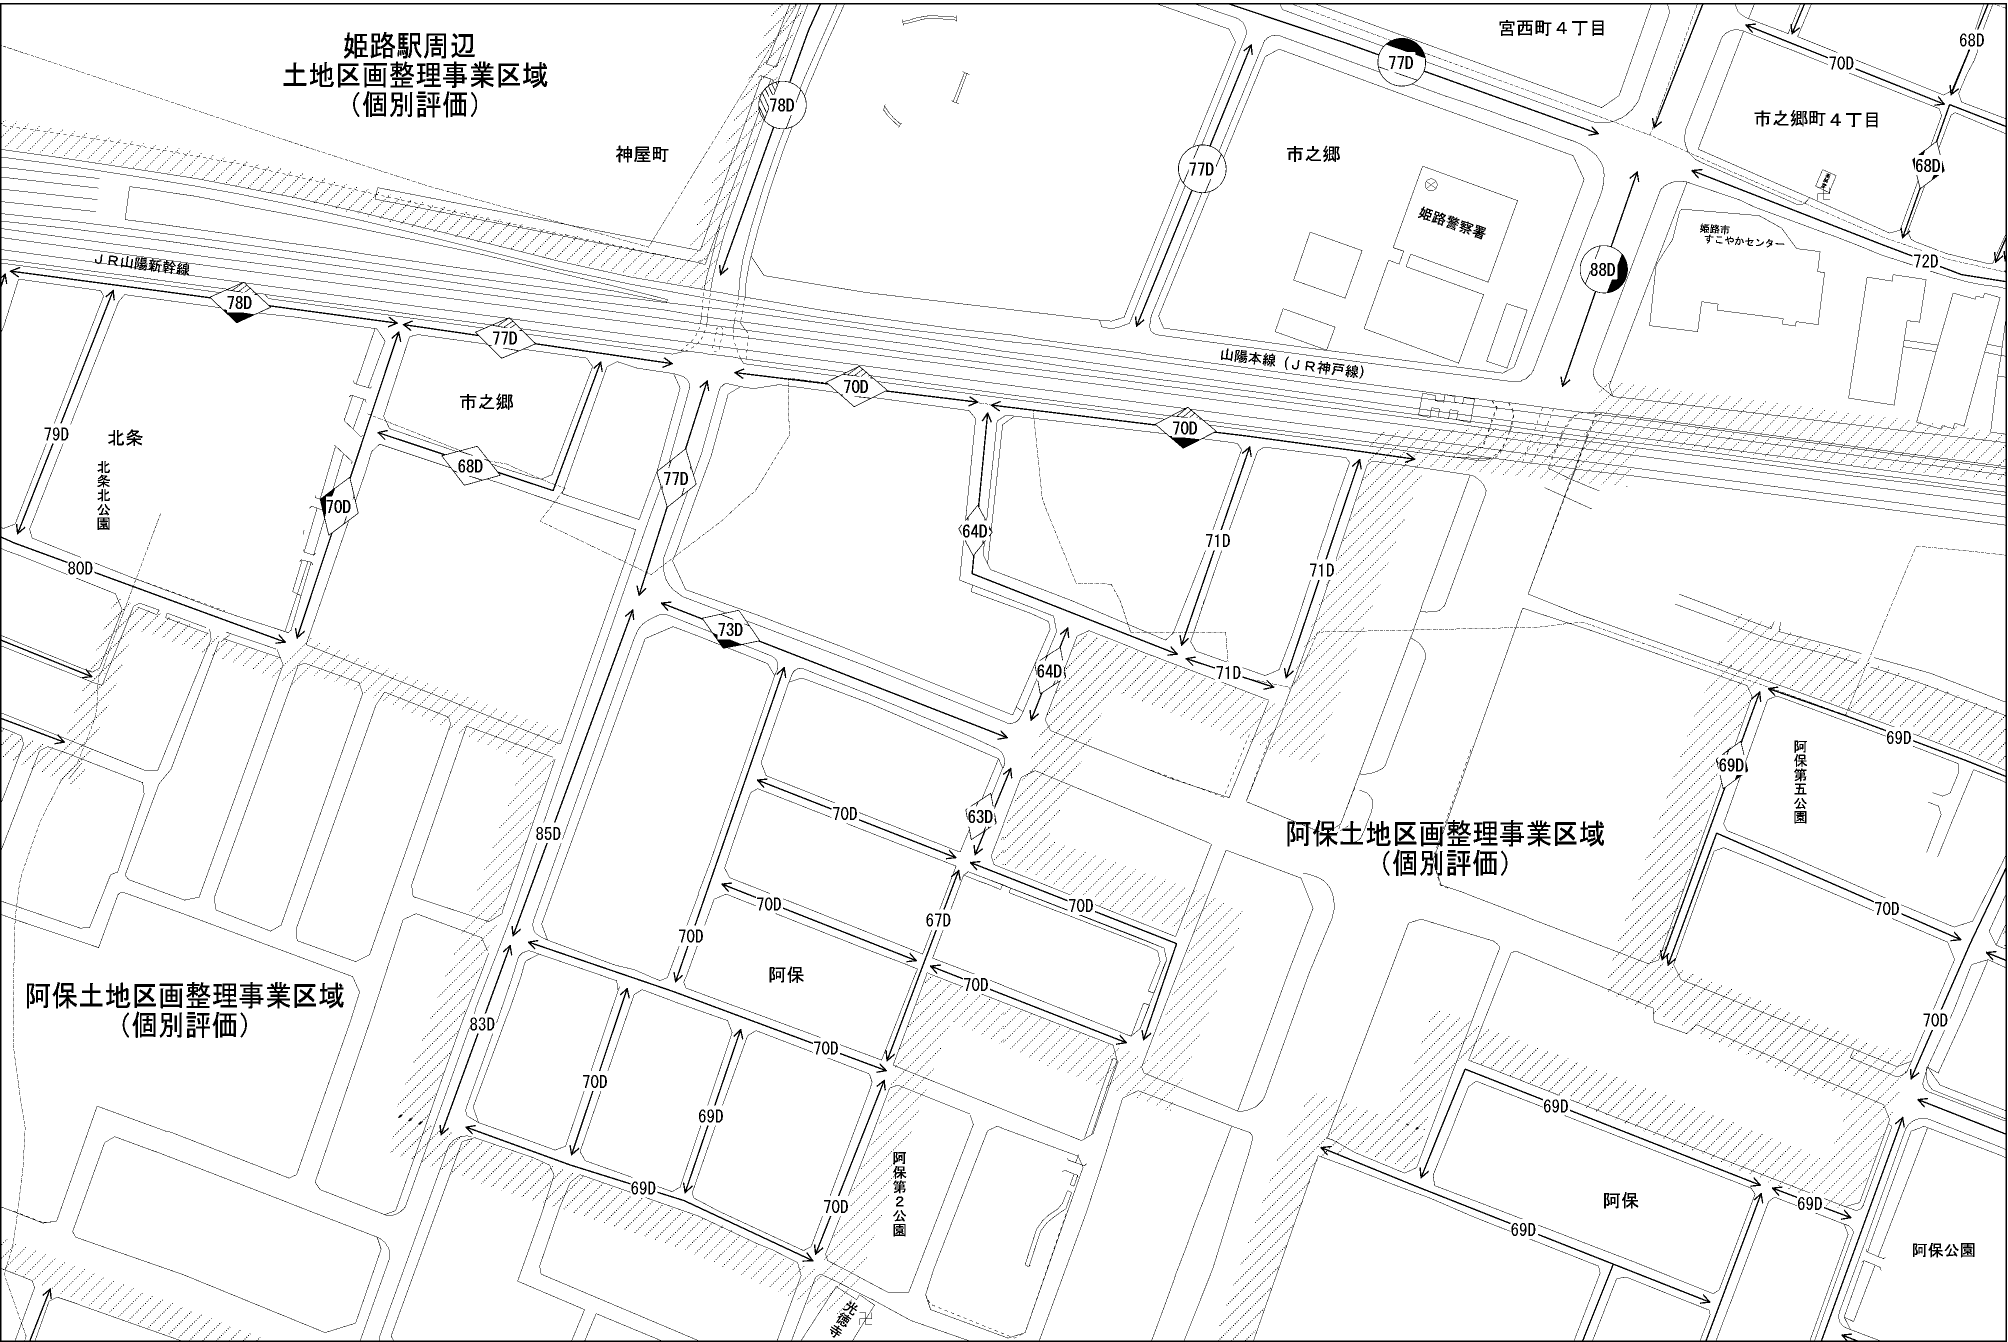 姫路駅周辺
土地区画整理事業区域
（個別評価）
宮西町４丁目
68D
77D
70D
78D
市之郷町４丁目
神屋町
市之郷
77D
68D
姫路警察署
姫路市
すこやかセンター
72D
88D
ＪＲ山陽新幹線
78D
77D
山陽本線（ＪＲ神戸線）
70D
市之郷
70D
79D
北条
68D
77D
北条北公園
70D
64D
71D
71D
80D
73D
64D
71D
69D
69D
阿保第五公園
70D
63D
85D
阿保土地区画整理事業区域
（個別評価）
70D
70D
67D
70D
70D
阿保
70D
阿保土地区画整理事業区域
（個別評価）
83D
70D
70D
70D
69D
69D
阿保第２公園
69D
70D
阿保
69D
69D
阿保公園
光徳寺